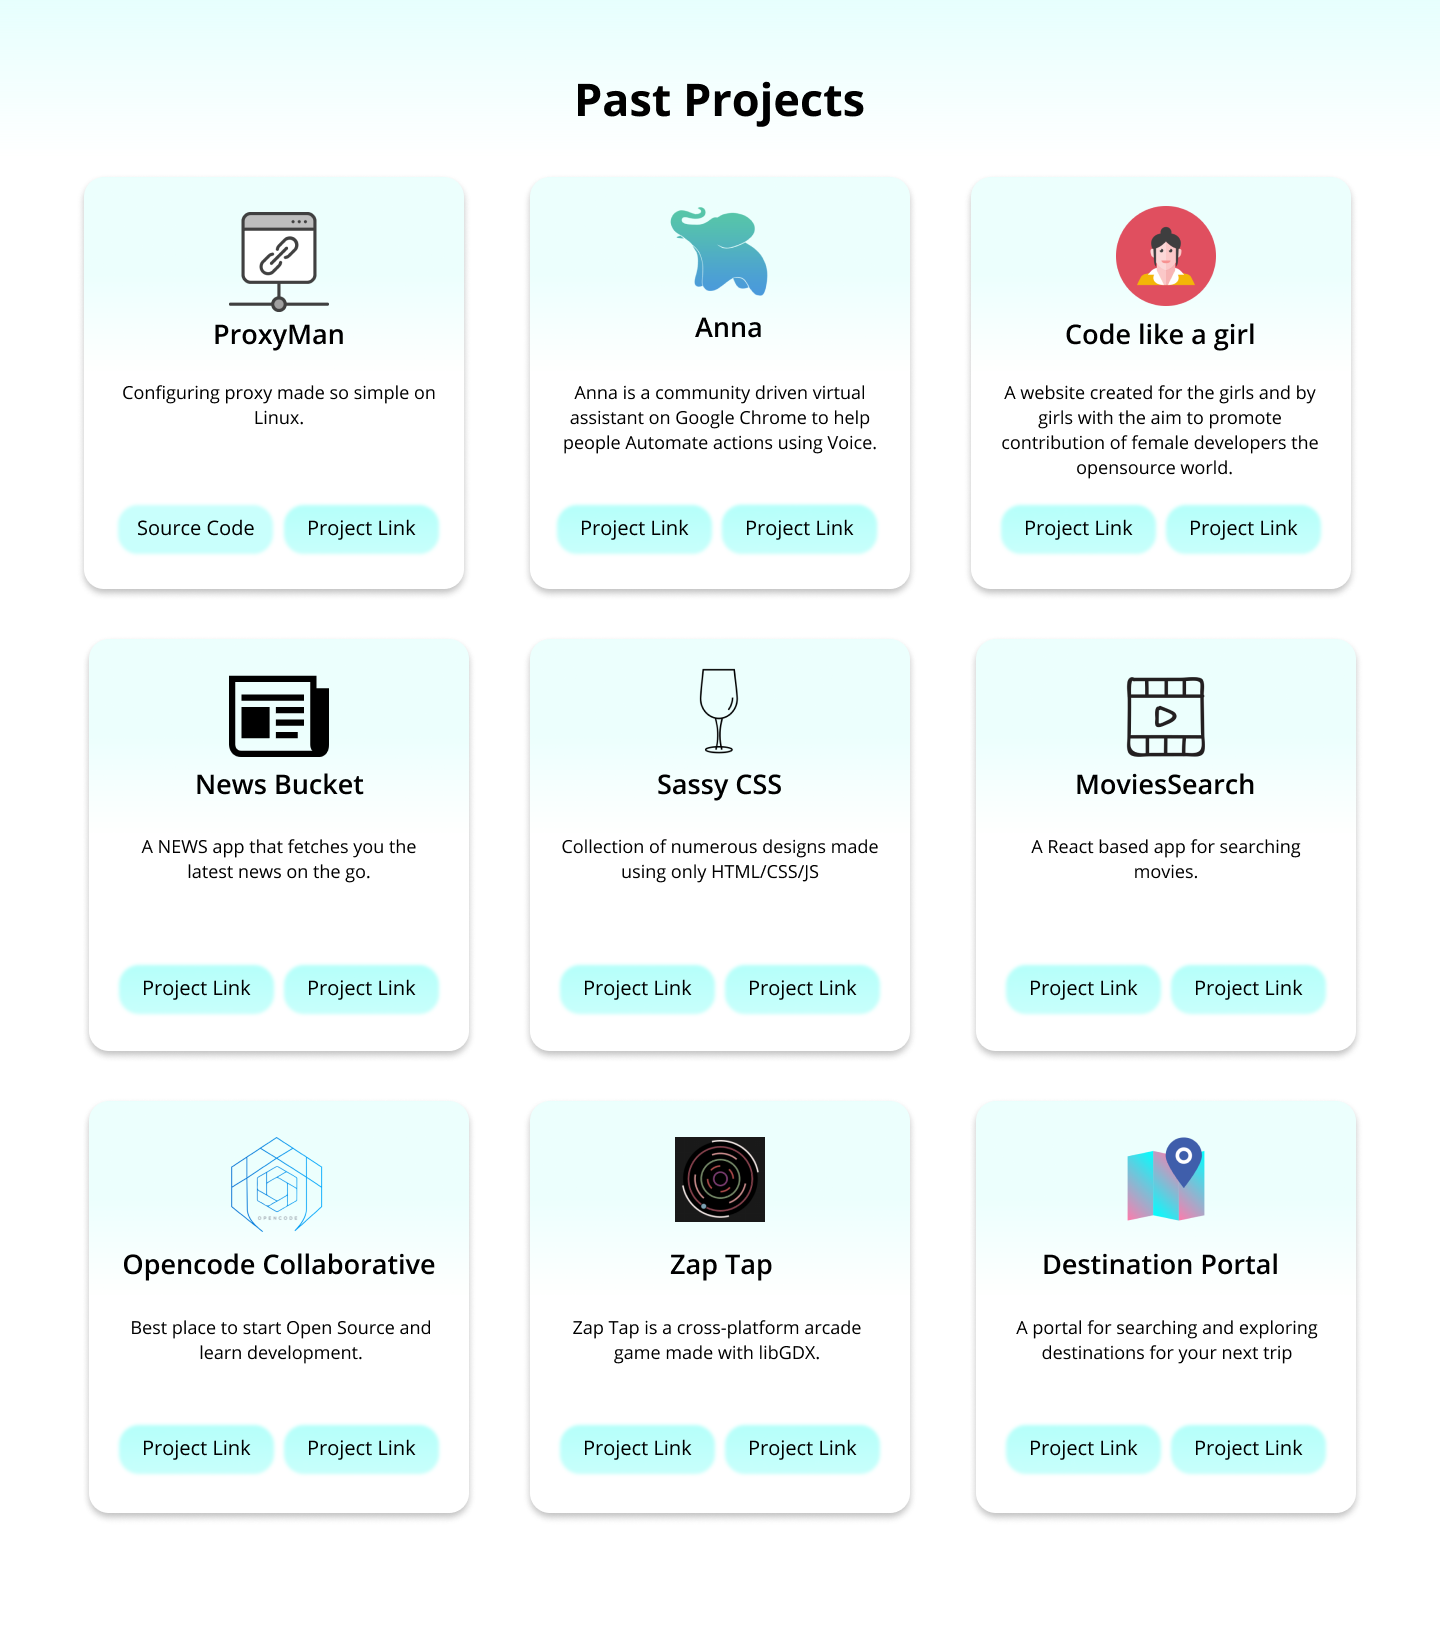 Past Projects
ProxyMan
Configuring proxy made so simple on
Linux.
Source Code
Project Link
Anna
Anna is a community driven virtual
assistant on Google Chrome to help
people Automate actions using Voice.
Project Link
Project Link
Code like a girl
A website created for the girls and by
girls with the aim to promote
contribution of female developers the
opensource world.
Project Link
Project Link
News Bucket
A NEWS app that fetches you the
latest news on the go.
Project Link
Project Link
Sassy CSS
Collection of numerous designs made
using only HTML/CSS/JS
Project Link
Project Link
MoviesSearch
A React based app for searching
movies.
Project Link
Project Link
OPENCODE
Opencode Collaborative
Best place to start Open Source and
learn development.
Project Link
Project Link
Zap Tap
Zap Tap is a cross-platform arcade
game made with libGDX.
Project Link
Project Link
Destination Portal
A portal for searching and exploring
destinations for your next trip
Project Link
Project Link